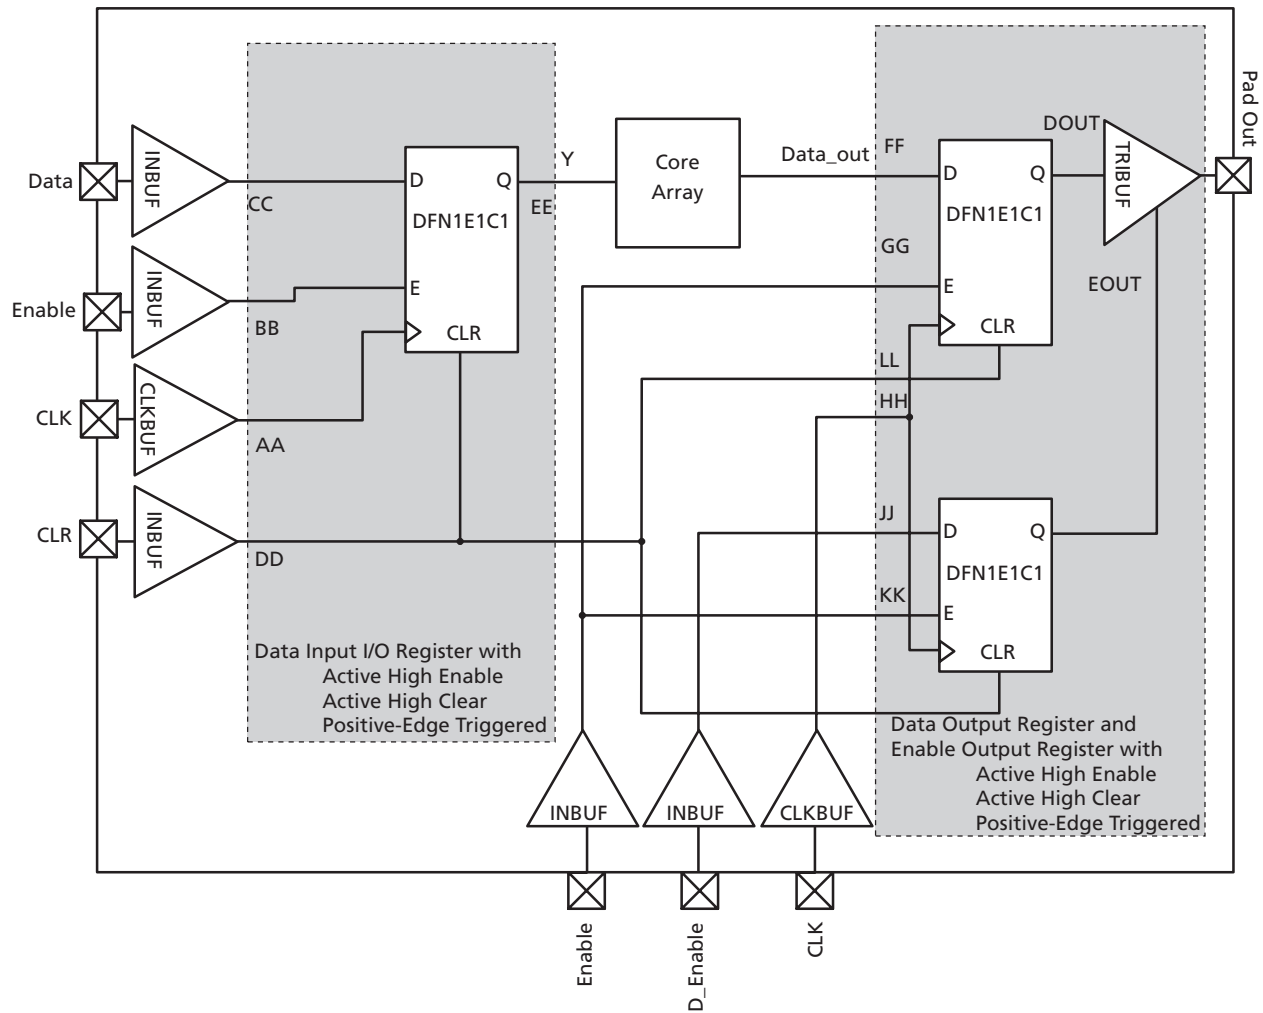 Pad Out
DOUT
Data_out
FF
Y
Core
Array
TRIBUF
INBUF
Data
D
Q
D
Q
CC
EE
DFN1E1C1
DFN1E1C1
GG
INBUF
Enable
E
E
EOUT
BB
CLR
CLR
LL
CLKBUF
CLK
HH
AA
JJ
INBUF
CLR
D
Q
DD
DFN1E1C1
KK
E
CLR
Data Input I/O Register with
Active High Enable
Active High Clear
Positive-Edge Triggered
Data Output Register and
Enable Output Register with
Active High Enable
Active High Clear
Positive-Edge Triggered
INBUF
INBUF
CLKBUF
Enable
D_Enable
CLK